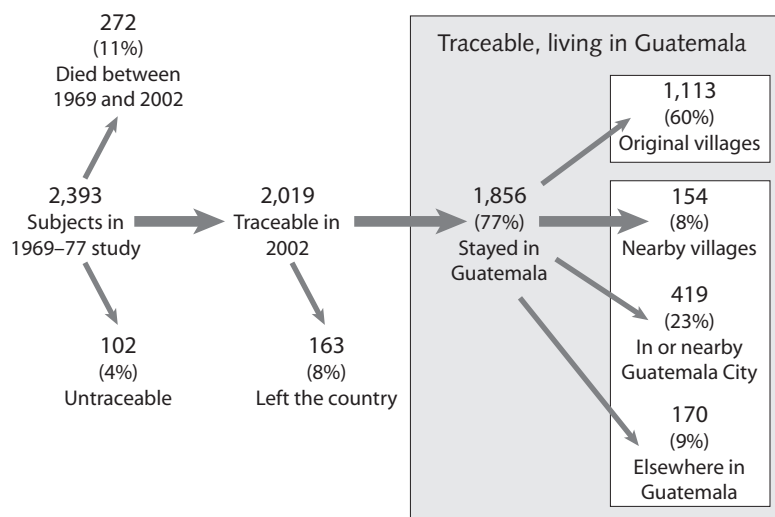 272
(11%)
Died between
1969 and 2002
2,393
Subjects in
1969–77 study
102
(4%)
Untraceable
2,019
Traceable in
2002
163
(8%)
Left the country
Traceable, living in Guatemala
1,856
(77%)
Stayed in
Guatemala
1,113
(60%)
Original villages
154
(8%)
Nearby villages
419
(23%)
In or nearby
Guatemala City
170
(9%)
Elsewhere in
Guatemala